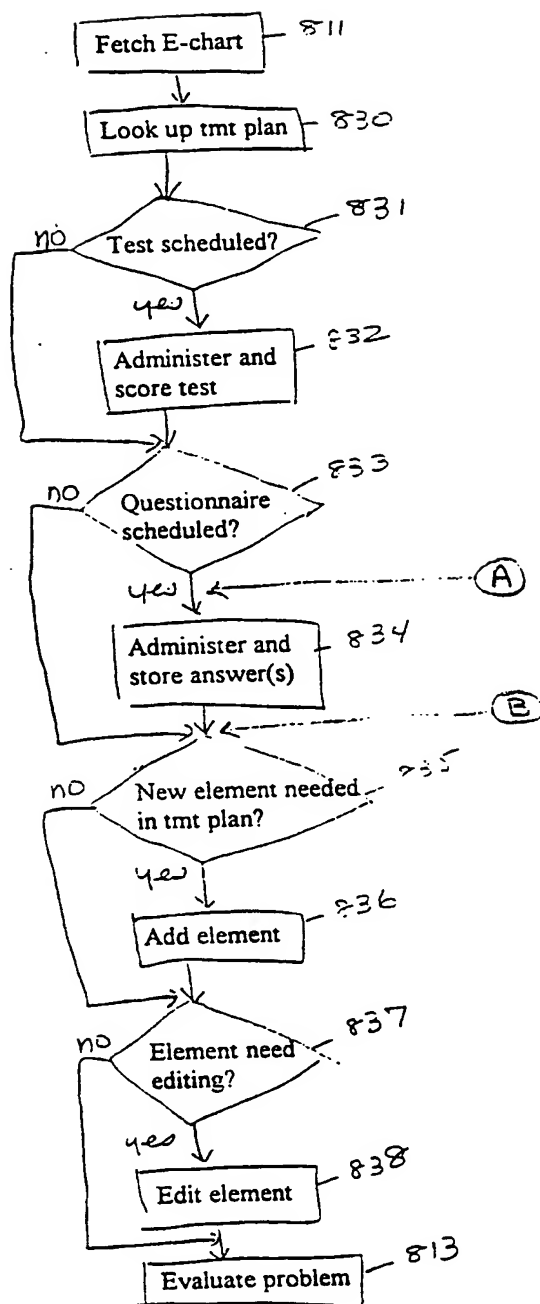 Fetch E-chart
811
Look up tmt plan
830
831
no
Test scheduled?
yes
832
Administer and
score test
833
no
Questionnaire
scheduled?
yes
A
834
Administer and
store answer(s)
B
835
no
New element needed
in tmt plan?
yes
836
Add element
837
no
Element need
editing?
yes
838
Edit element
813
Evaluate problem